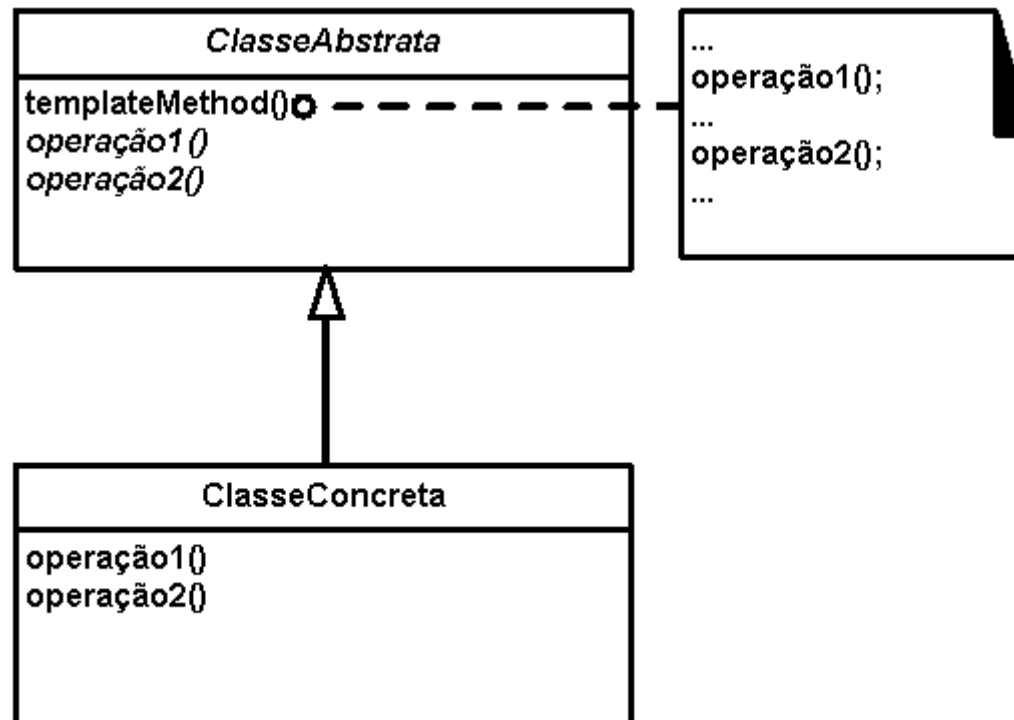 ClasseAbstrata
templateMethod()
operação1()
operação2()
...
operação1();
...
operação2();
...
ClasseConcreta
operação1()
operação2()